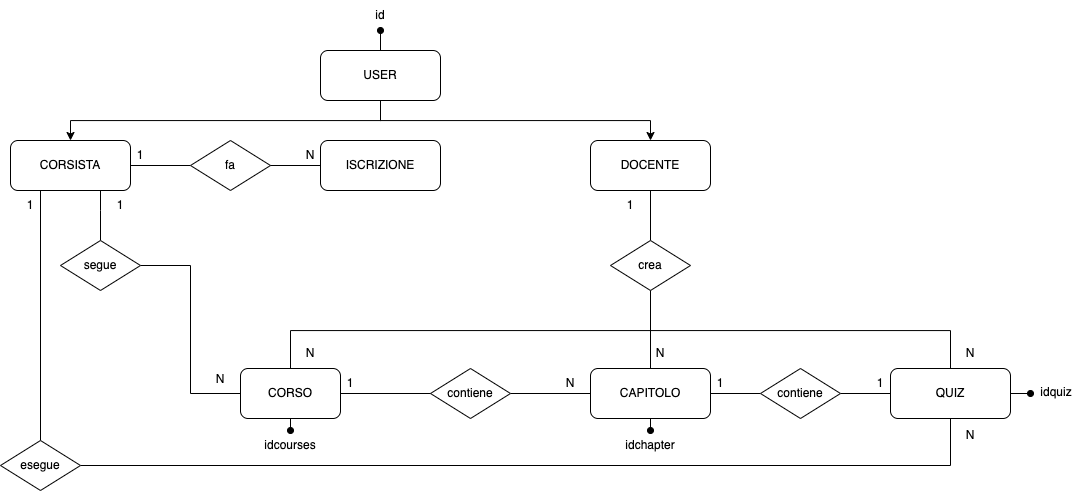 id
USER
CORSISTA
1
fa
N
ISCRIZIONE
DOCENTE
1
1
1
segue
crea
N
N
N
N
CORSO
1
contiene
N
CAPITOLO
1
contiene
1
QUIZ
idquiz
idcourses
idchapter
N
esegue